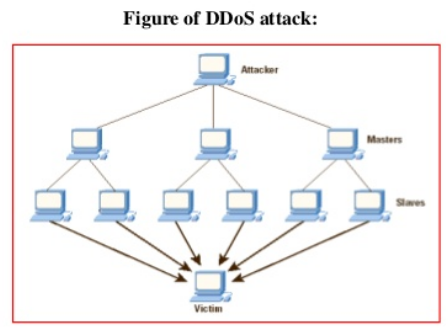 Figure of DDoS attack:
Attacker
Masters
Slaves
Victim